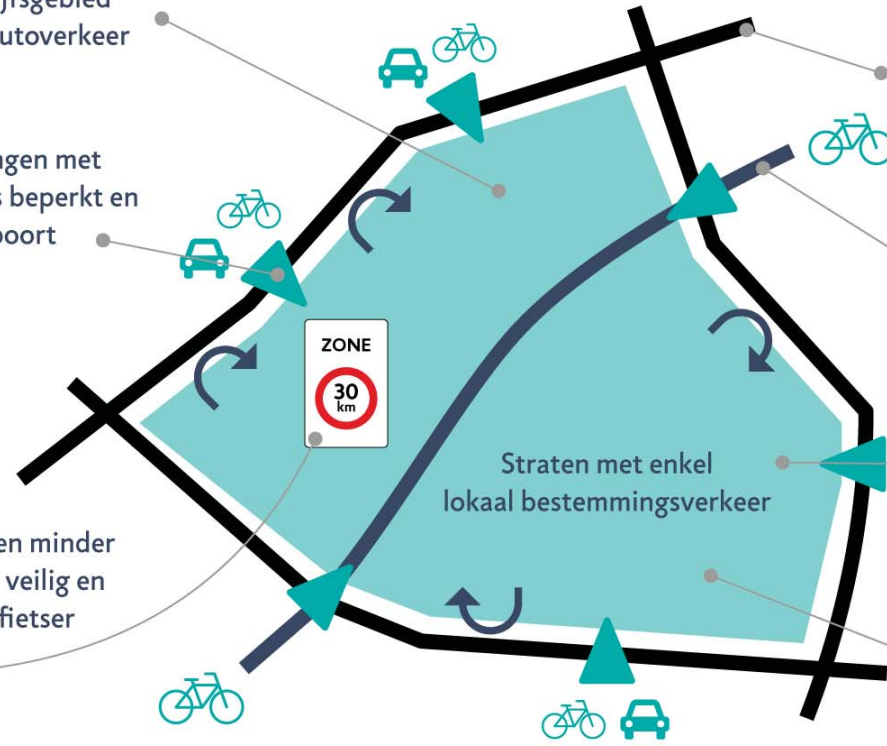 utoverkeer
ngen met
s beperkt en
poort
ZONE
30
km
Straten met enkel
lokaal bestemmingsverkeer
en minder
veilig en
fietser